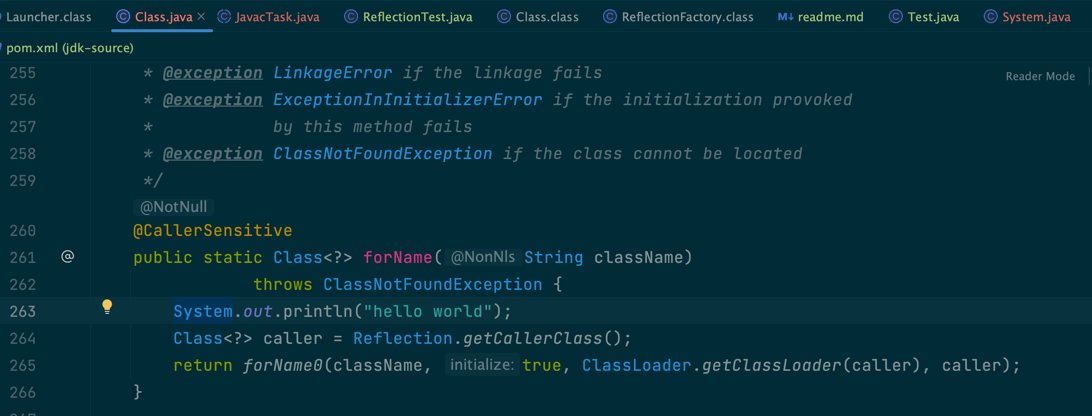 Launcher.class Class.java JavacTask.java ReflectionTest.java Class.class ReflectionFactory.class readme.md Test.java System.java
pom.xml (jdk-source)
255 * @exception LinkageError if the linkage fails
Reader Mode
256 * @exception ExceptionInInitializerError if the initialization provoked
257 * by this method fails
258 * @exception ClassNotFoundException if the class cannot be located
259 */
@NotNull
260 @CallerSensitive
261 @ public static Class<?> forName( @NonNls String className)
262 throws ClassNotFoundException {
263 System.out.println("hello world");
264 Class<?> caller = Reflection.getCallerClass();
265 return forName0(className, initialize: true, ClassLoader.getClassLoader(caller), caller);
266 }